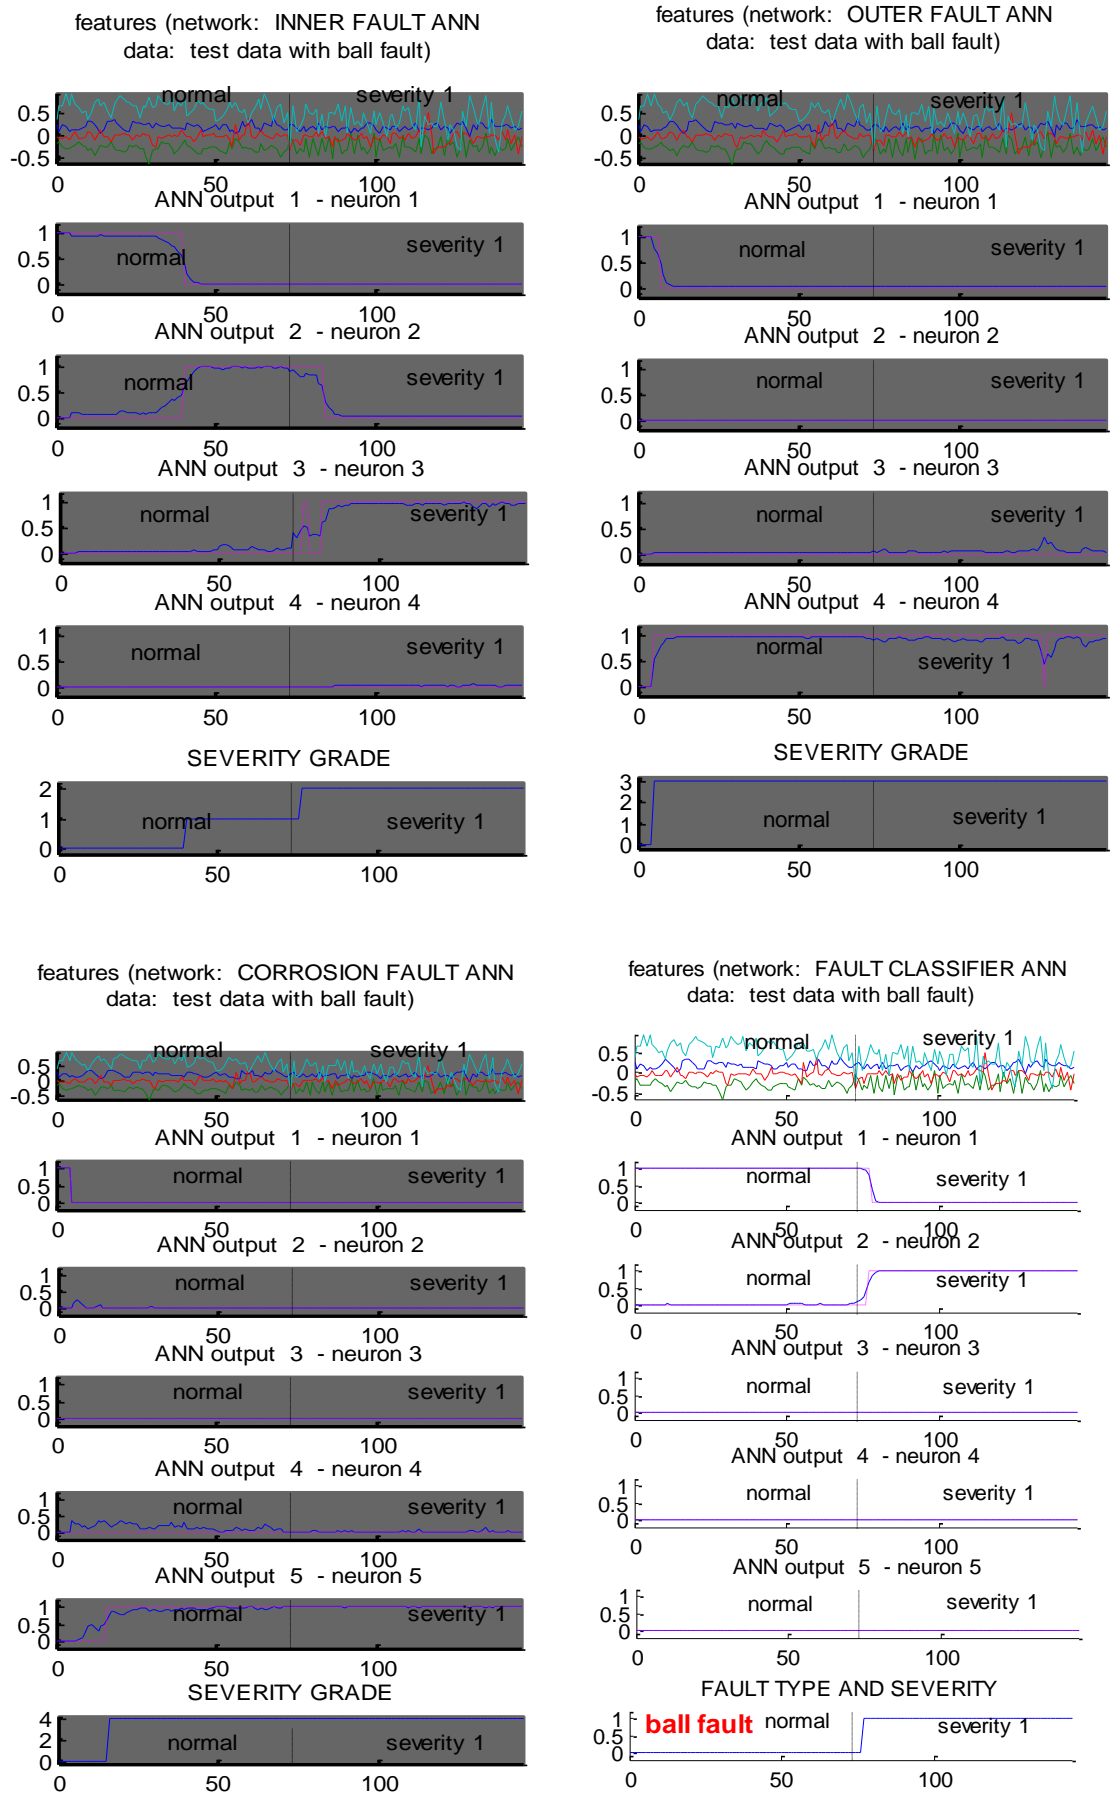 features (network: INNER FAULT ANN
data: test data with ball fault)
normal severity 1
0.5
0
-0.5
0 50 100
ANN output 1 - neuron 1
1
0.5
0
normal severity 1
0 50 100
ANN output 2 - neuron 2
1
0.5
0
normal severity 1
0 50 100
ANN output 3 - neuron 3
1
0.5
0
normal severity 1
0 50 100
ANN output 4 - neuron 4
1
0.5
0
normal severity 1
0 50 100
SEVERITY GRADE
2
1
0
normal severity 1
0 50 100
features (network: OUTER FAULT ANN
data: test data with ball fault)
normal severity 1
0.5
0
-0.5
0 50 100
ANN output 1 - neuron 1
1
0.5
0
normal severity 1
0 50 100
ANN output 2 - neuron 2
1
0.5
0
normal severity 1
0 50 100
ANN output 3 - neuron 3
1
0.5
0
normal severity 1
0 50 100
ANN output 4 - neuron 4
1
0.5
0
normal severity 1
0 50 100
SEVERITY GRADE
3
2
1
0
normal severity 1
0 50 100
features (network: CORROSION FAULT ANN
data: test data with ball fault)
normal severity 1
0.5
0
-0.5
0 50 100
ANN output 1 - neuron 1
1
0.5
0
normal severity 1
0 50 100
ANN output 2 - neuron 2
1
0.5
0
normal severity 1
0 50 100
ANN output 3 - neuron 3
1
0.5
0
normal severity 1
0 50 100
ANN output 4 - neuron 4
1
0.5
0
normal severity 1
0 50 100
ANN output 5 - neuron 5
1
0.5
0
normal severity 1
0 50 100
SEVERITY GRADE
4
2
0
normal severity 1
0 50 100
features (network: FAULT CLASSIFIER ANN
data: test data with ball fault)
normal severity 1
0.5
0
-0.5
0 50 100
ANN output 1 - neuron 1
1
0.5
0
normal severity 1
0 50 100
ANN output 2 - neuron 2
1
0.5
0
normal severity 1
0 50 100
ANN output 3 - neuron 3
1
0.5
0
normal severity 1
0 50 100
ANN output 4 - neuron 4
1
0.5
0
normal severity 1
0 50 100
ANN output 5 - neuron 5
1
0.5
0
normal severity 1
0 50 100
FAULT TYPE AND SEVERITY
1
0.5
0
ball fault normal severity 1
0 50 100